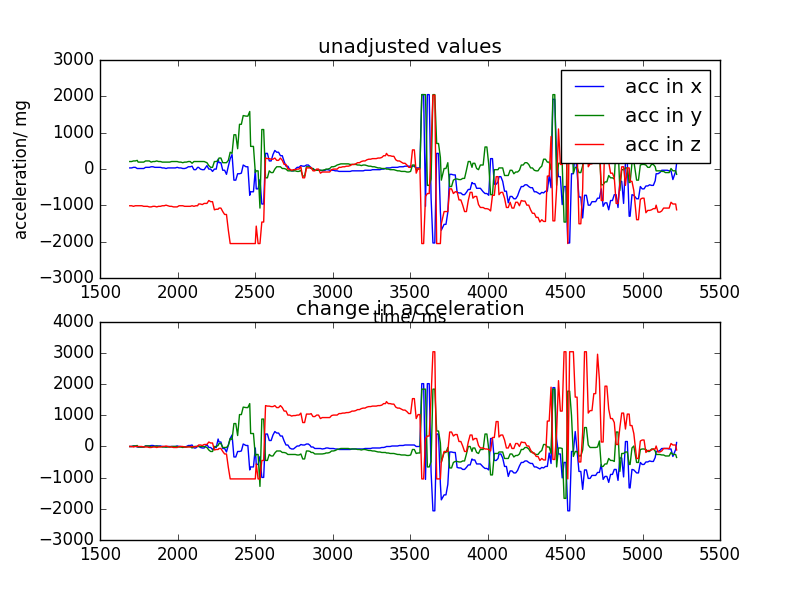 unadjusted values
acceleration/ mg
3000
2000
1000
0
−1000
−2000
−3000
acc in x
acc in y
acc in z
1500 2000 2500 3000 3500 4000 4500 5000 5500
time/ ms
change in acceleration
4000
3000
2000
1000
0
−1000
−2000
−3000
1500 2000 2500 3000 3500 4000 4500 5000 5500